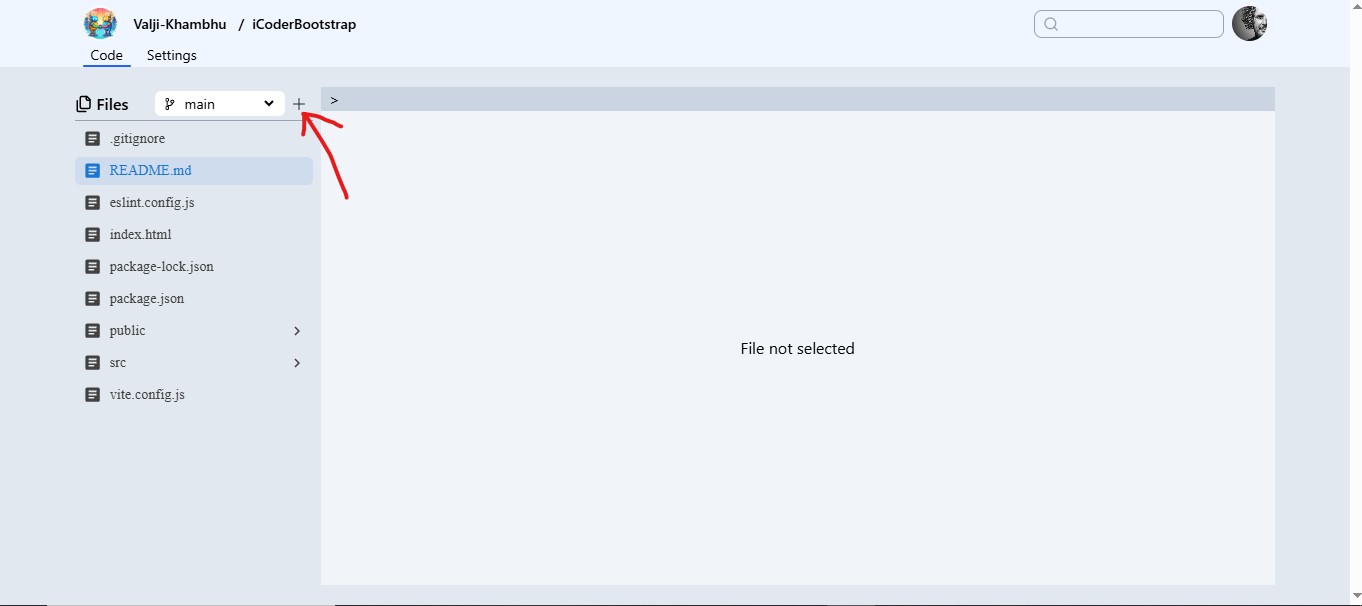 Valji-Khambhu / iCoderBootstrap
Code Settings
Files main +
>
.gitignore
README.md
eslint.config.js
index.html
package-lock.json
package.json
public >
src >
vite.config.js
File not selected